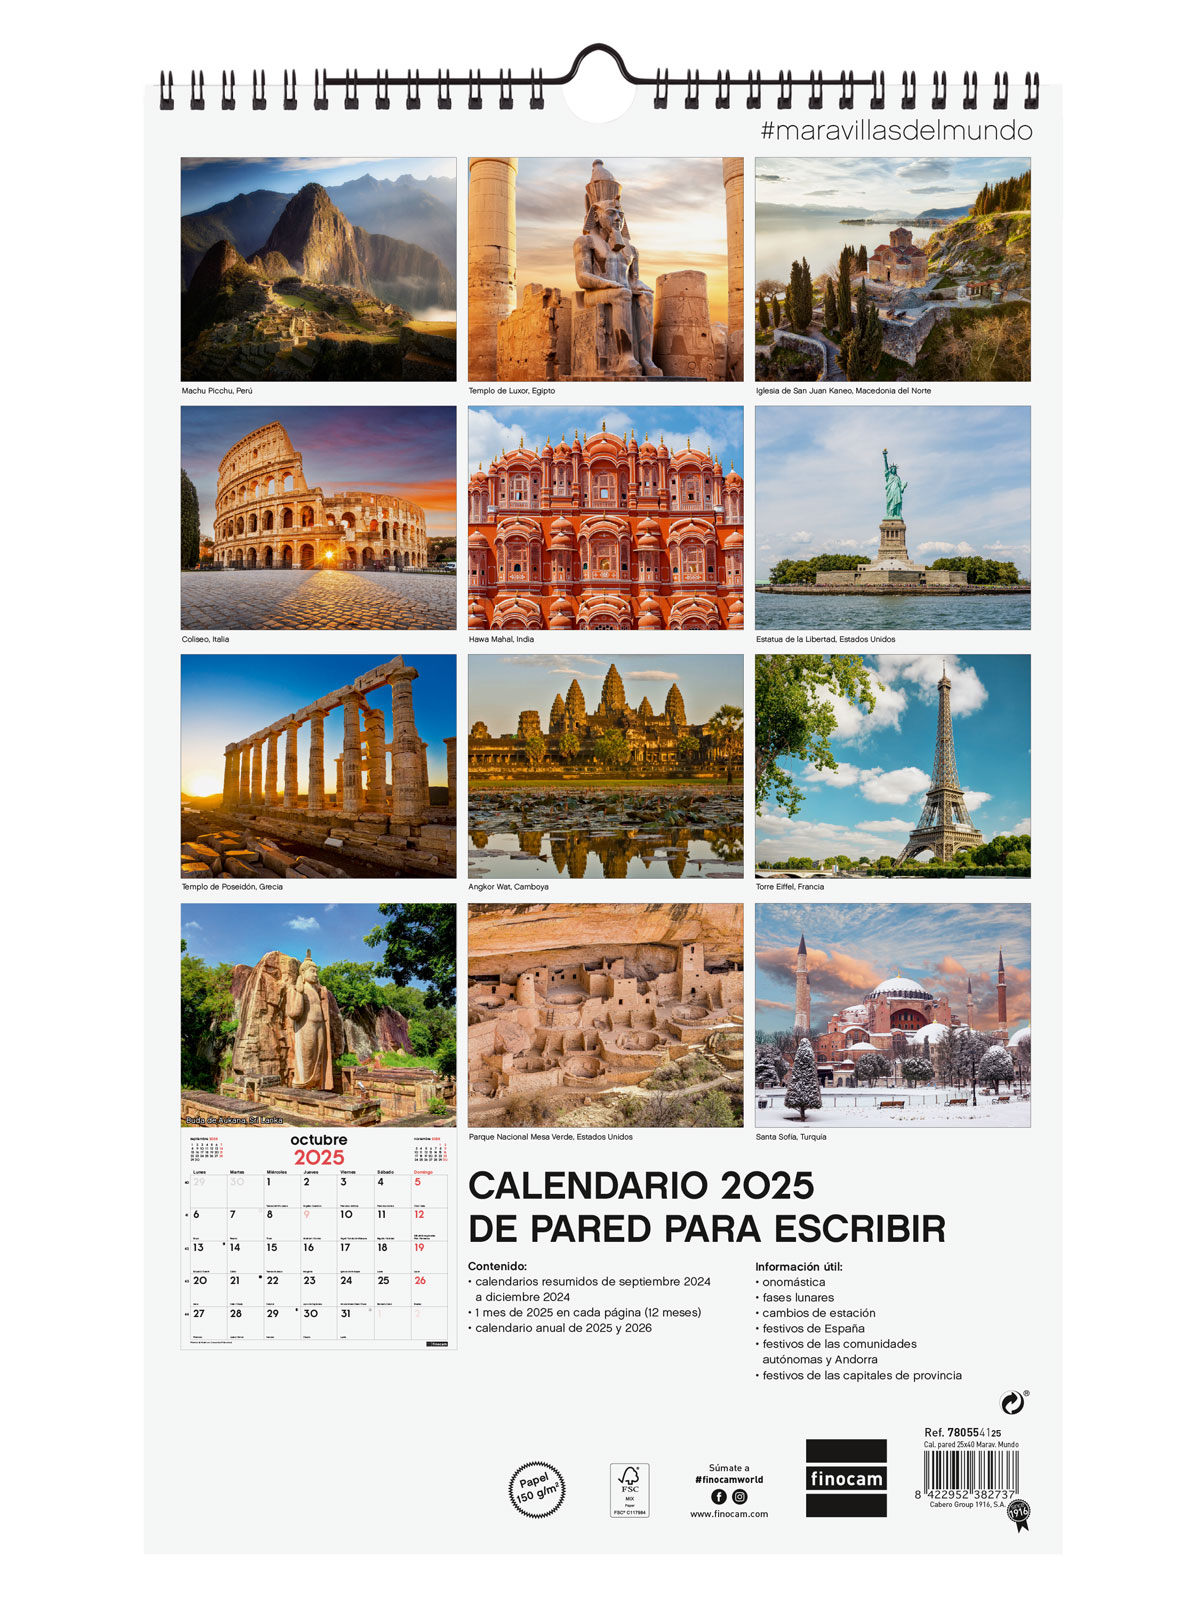 #maravillasdelmundo
Machu Picchu, Perú
Templo de Luxor, Egipto
Iglesia de San Juan Kaneo, Macedonia del Norte
Coliseo, Italia
Hawa Mahal, India
Estatua de la Libertad, Estados Unidos
Templo de Poseidón, Grecia
Angkor Wat, Camboya
Torre Eiffel, Francia
Buda de Aukana, Sri Lanka
Parque Nacional Mesa Verde, Estados Unidos
Santa Sofía, Turquía
septiembre 2025
octubre
2025
noviembre 2025
Lunes Martes Miércoles Jueves Viernes Sábado Domingo
40 29 30 1 2 3 4 5
41 6 7 8 9 10 11 12
42 13 14 15 16 17 18 19
43 20 21 22 23 24 25 26
44 27 28 29 30 31 1 2
finocam
CALENDARIO 2025
DE PARED PARA ESCRIBIR
Contenido:
• calendarios resumidos de septiembre 2024
a diciembre 2024
• 1 mes de 2025 en cada página (12 meses)
• calendario anual de 2025 y 2026
Información útil:
• onomástica
• fases lunares
• cambios de estación
• festivos de España
• festivos de las comunidades
autónomas y Andorra
• festivos de las capitales de provincia
Papel
150 g/m²
FSC
MIX
Paper
FSC® C117984
Súmate a
#finocamworld
www.finocam.com
finocam
®
Ref. 780554125
Cal. pared 25x40 Marav. Mundo
8 422952 382737
Cabero Group 1916, S.A.
1916